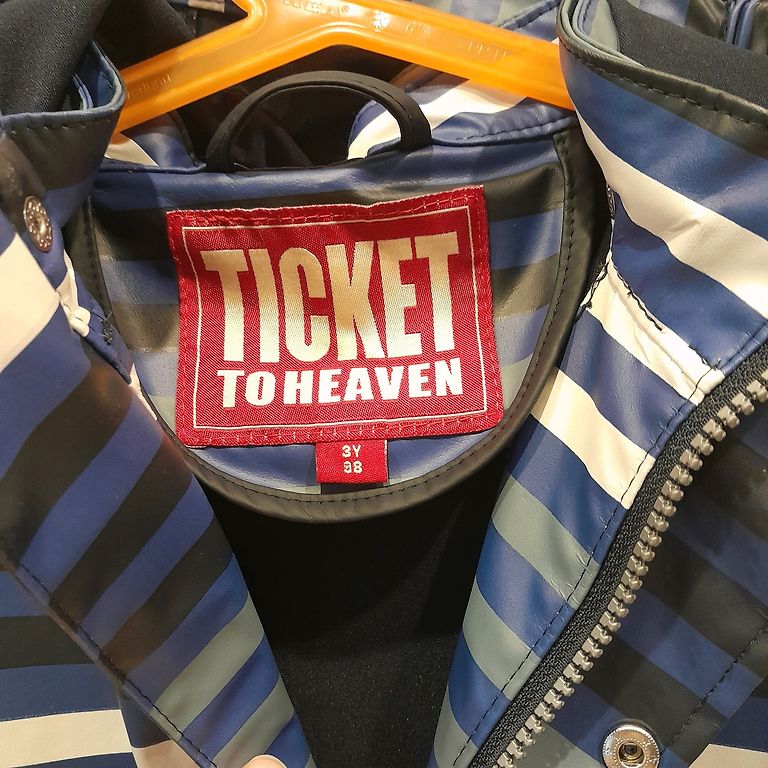 TICKET
TO HEAVEN
3Y
98